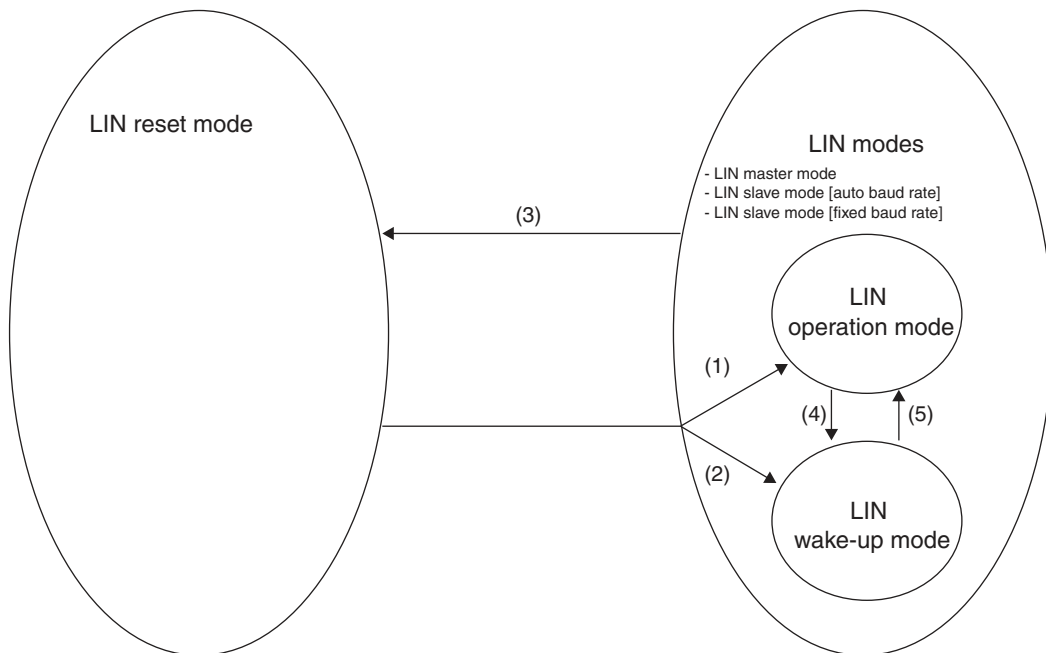 LIN reset mode
LIN modes
- LIN master mode
- LIN slave mode [auto baud rate]
- LIN slave mode [fixed baud rate]
(3)
LIN
operation mode
(1)
(4)
(5)
(2)
LIN
wake-up mode